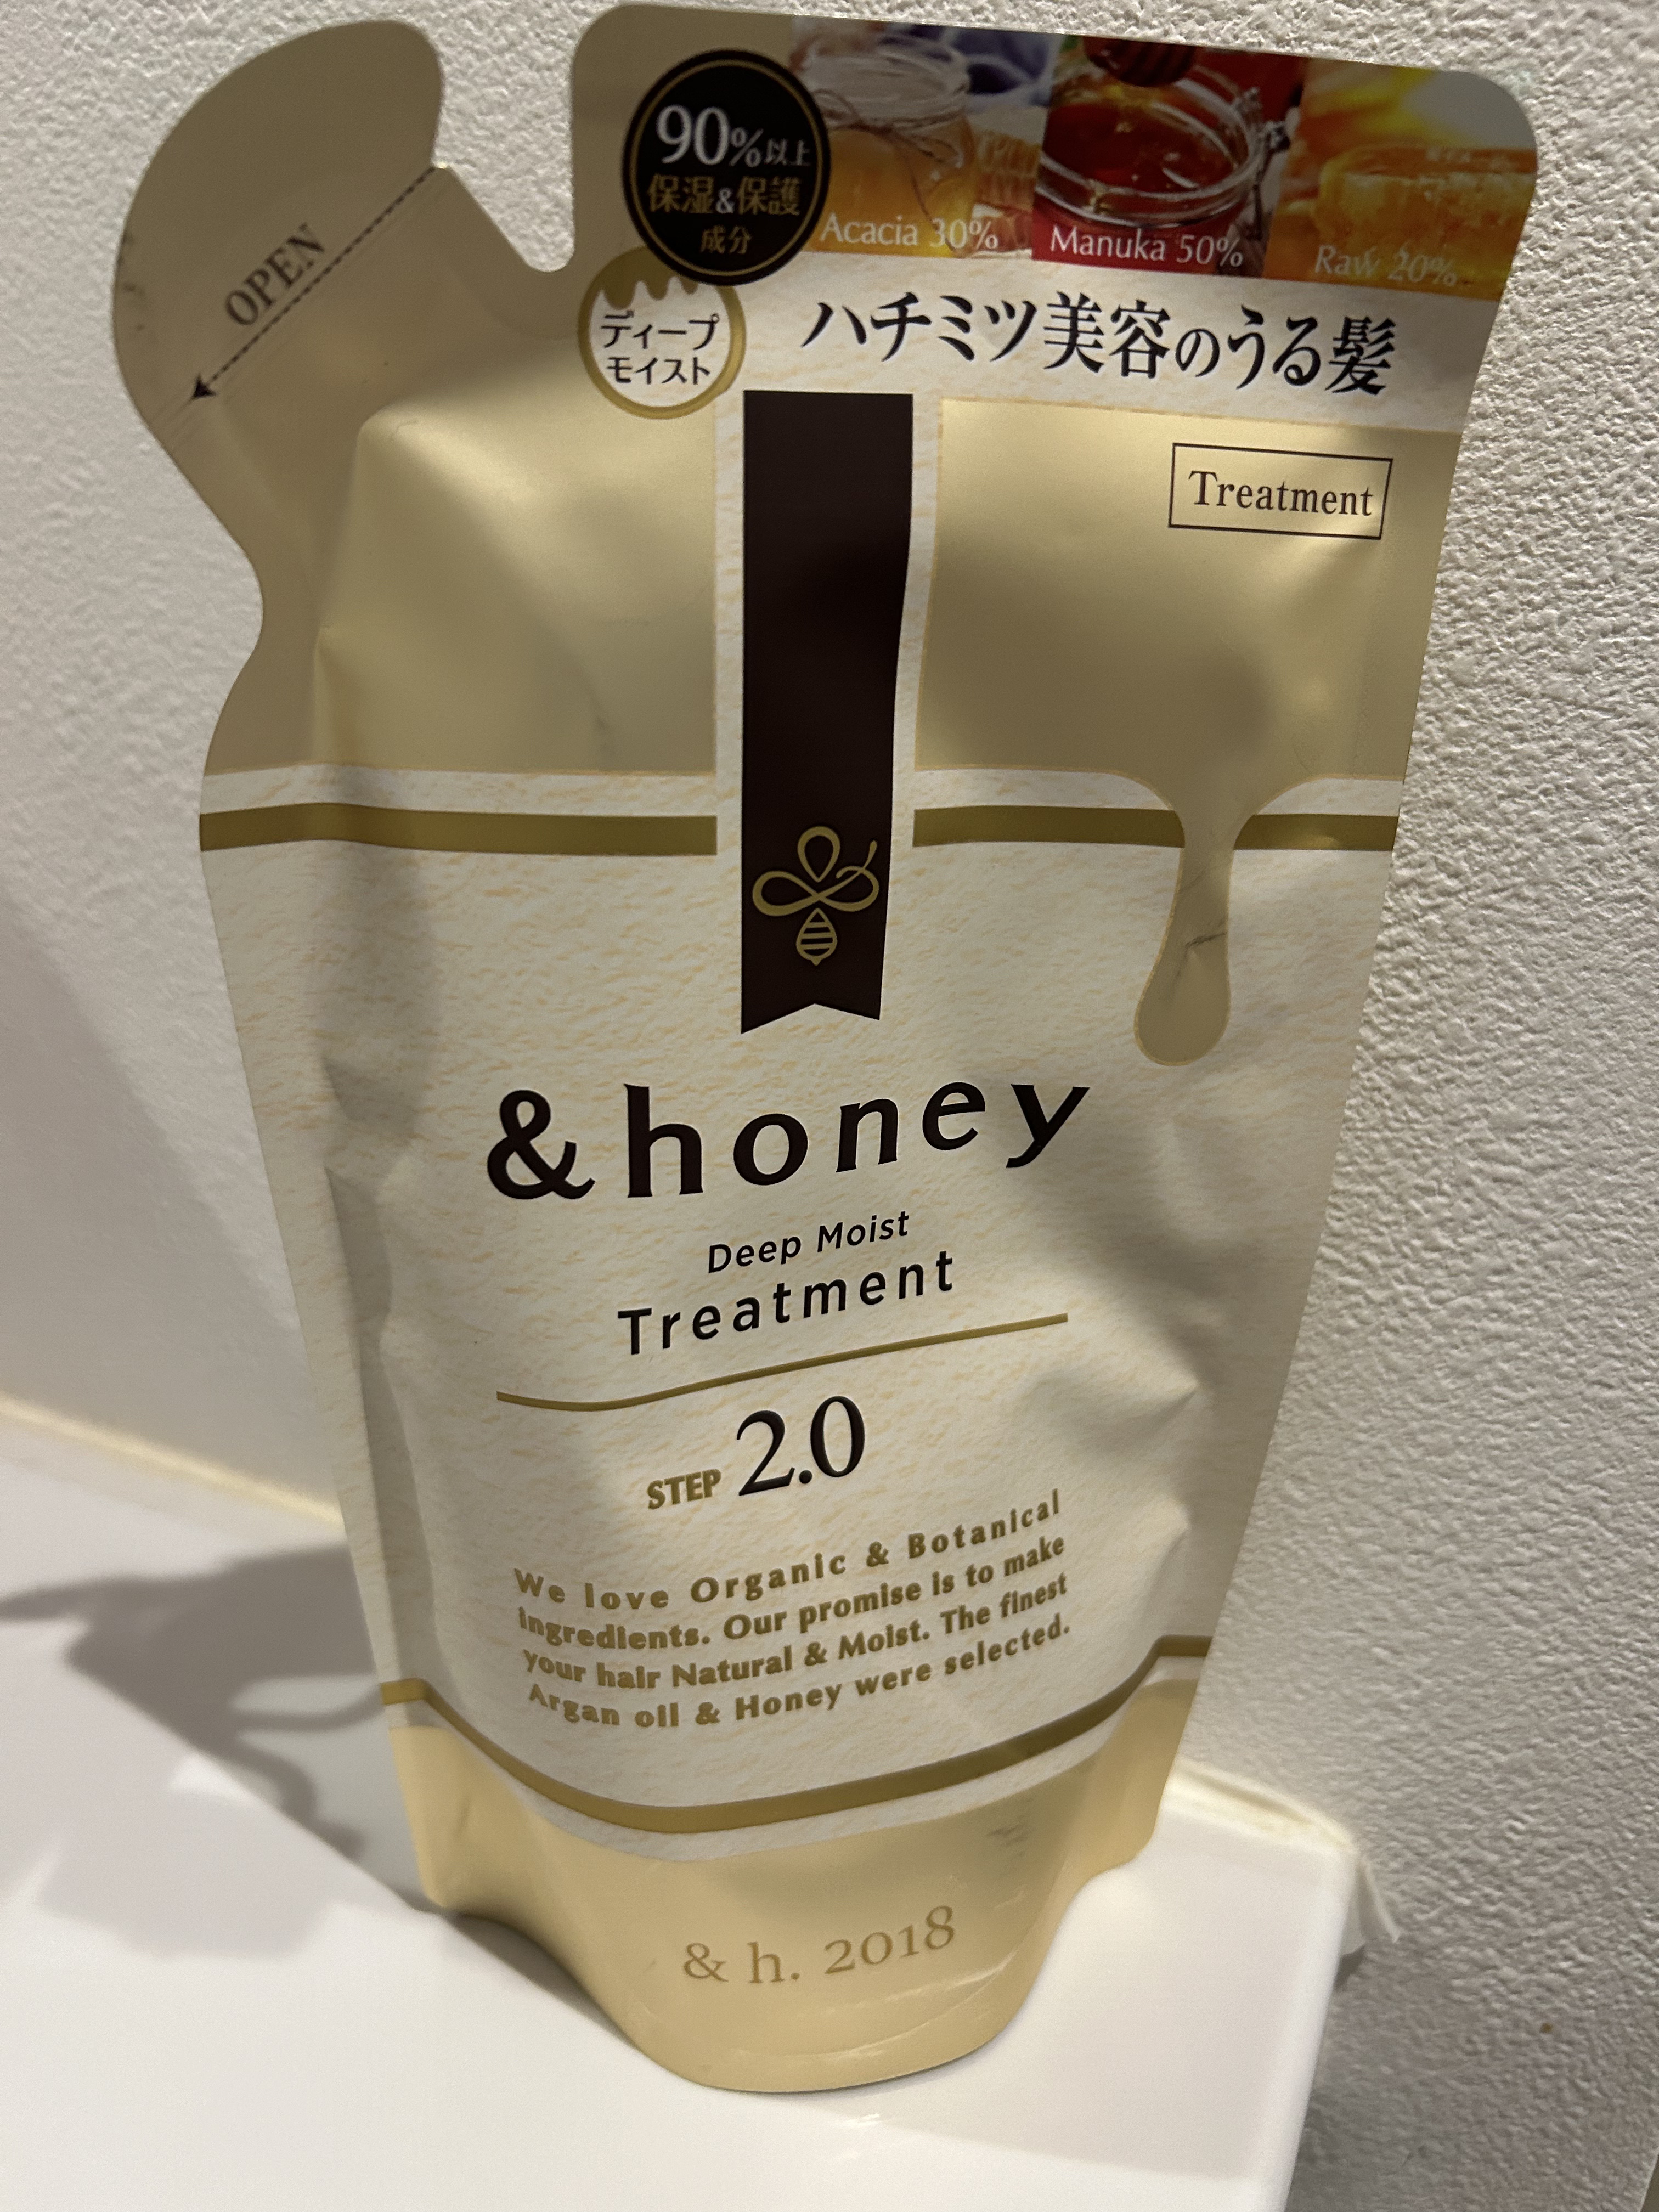 OPEN
90%以上
保湿&保護
成分
Acacia 30%
Manuka 50%
Raw 20%
ディープ
モイスト
ハチミツ美容のうる髪
Treatment
&honey
Deep Moist
Treatment
STEP 2.0
We love Organic & Botanical
ingredients. Our promise is to make
your hair Natural & Moist. The finest
Argan oil & Honey were selected.
& h. 2018